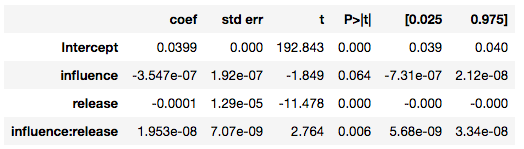 coef std err t P>|t| [0.025 0.975]
Intercept 0.0399 0.000 192.843 0.000 0.039 0.040
influence -3.547e-07 1.92e-07 -1.849 0.064 -7.31e-07 2.12e-08
release -0.0001 1.29e-05 -11.478 0.000 -0.000 -0.000
influence:release 1.953e-08 7.07e-09 2.764 0.006 5.68e-09 3.34e-08